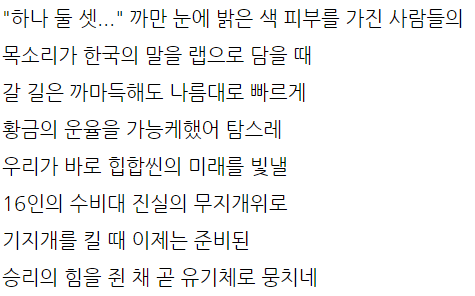 "하나 둘 셋..." 까만 눈에 밝은 색 피부를 가진 사람들의
목소리가 한국의 말을 랩으로 담을 때
갈 길은 까마득해도 나름대로 빠르게
황금의 운율을 가능케했어 탐스레
우리가 바로 힙합씬의 미래를 빛낼
16인의 수비대 진실의 무지개위로
기지개를 킬 때 이제는 준비된
승리의 힘을 쥔 채 곧 유기체로 뭉치네